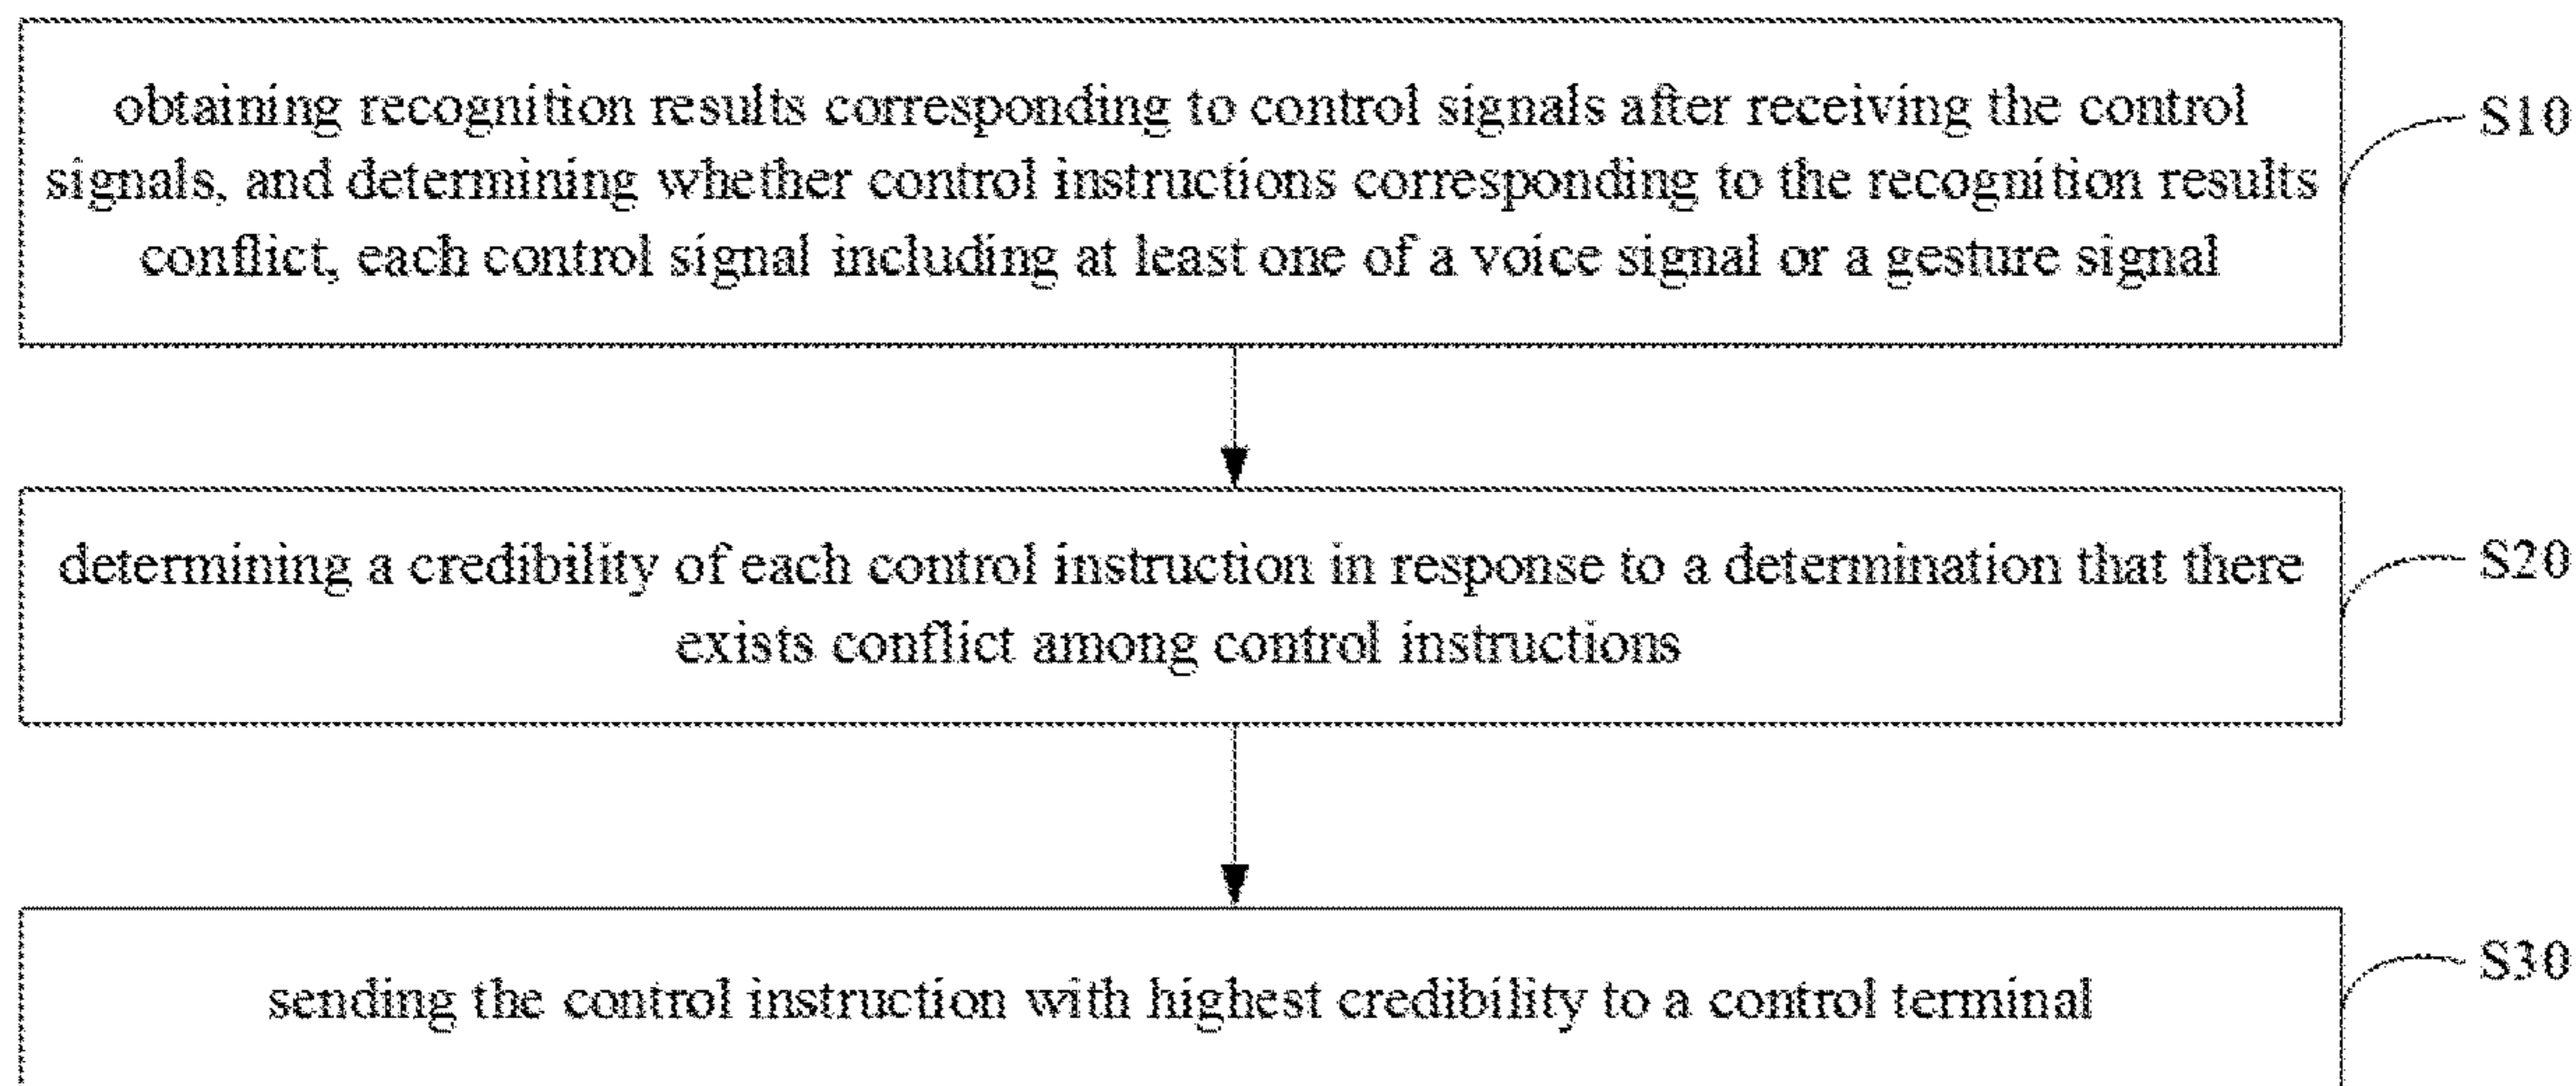 obtaining recognition results corresponding to control signals after receiving the control
signals, and determining whether control instructions corresponding to the recognition results
conflict, each control signal including at least one of a voice signal or a gesture signal
S10
determining a credibility of each control instruction in response to a determination that there
exists conflict among control instructions
S20
sending the control instruction with highest credibility to a control terminal
S30